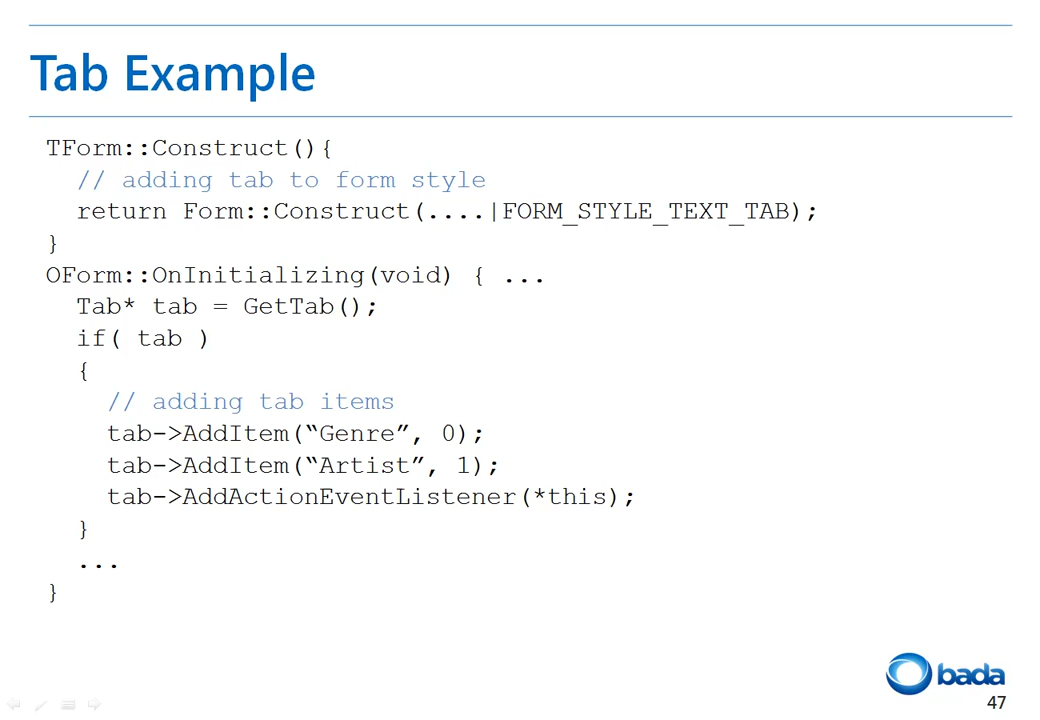 Tab Example
TForm::Construct(){
// adding tab to form style
return Form::Construct(....|FORM_STYLE_TEXT_TAB);
}
OForm::OnInitializing(void) { ...
Tab* tab = GetTab();
if( tab )
{
// adding tab items
tab->AddItem(“Genre”, 0);
tab->AddItem(“Artist”, 1);
tab->AddActionEventListener(*this);
}
...
}
bada
47